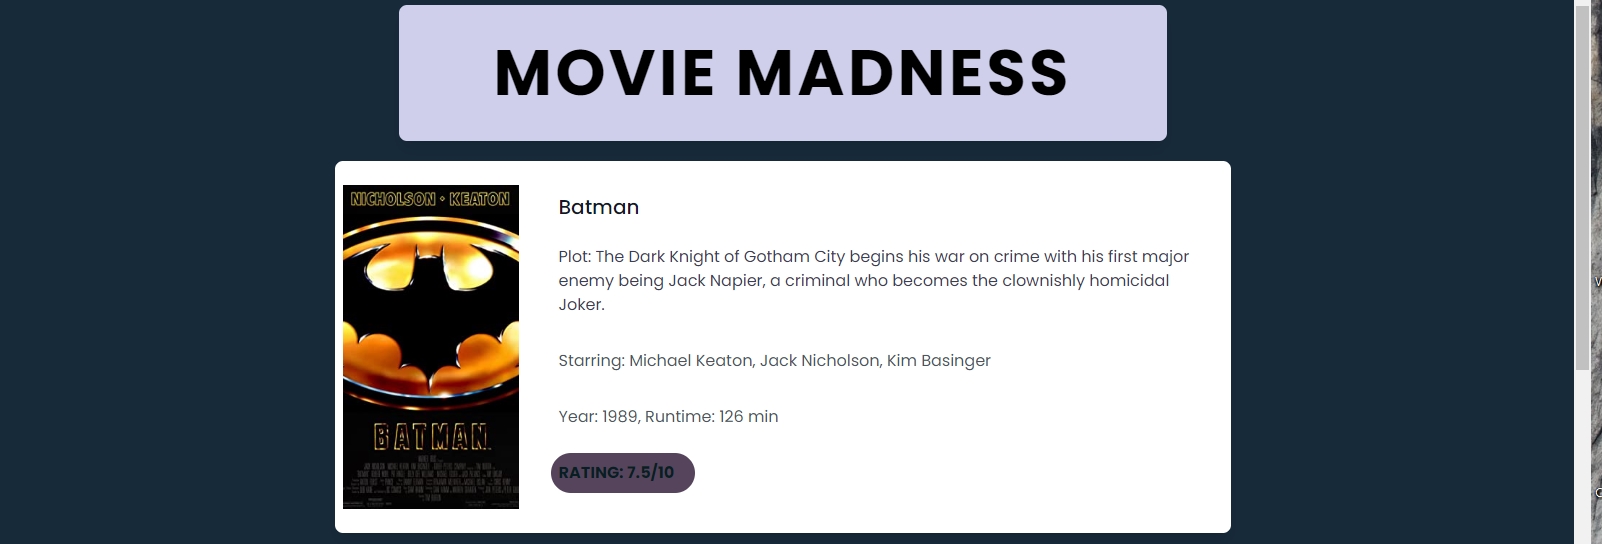 MOVIE MADNESS
NICHOLSON • KEATON
BATMAN
Batman
Plot: The Dark Knight of Gotham City begins his war on crime with his first major
enemy being Jack Napier, a criminal who becomes the clownishly homicidal
Joker.
Starring: Michael Keaton, Jack Nicholson, Kim Basinger
Year: 1989, Runtime: 126 min
RATING: 7.5/10